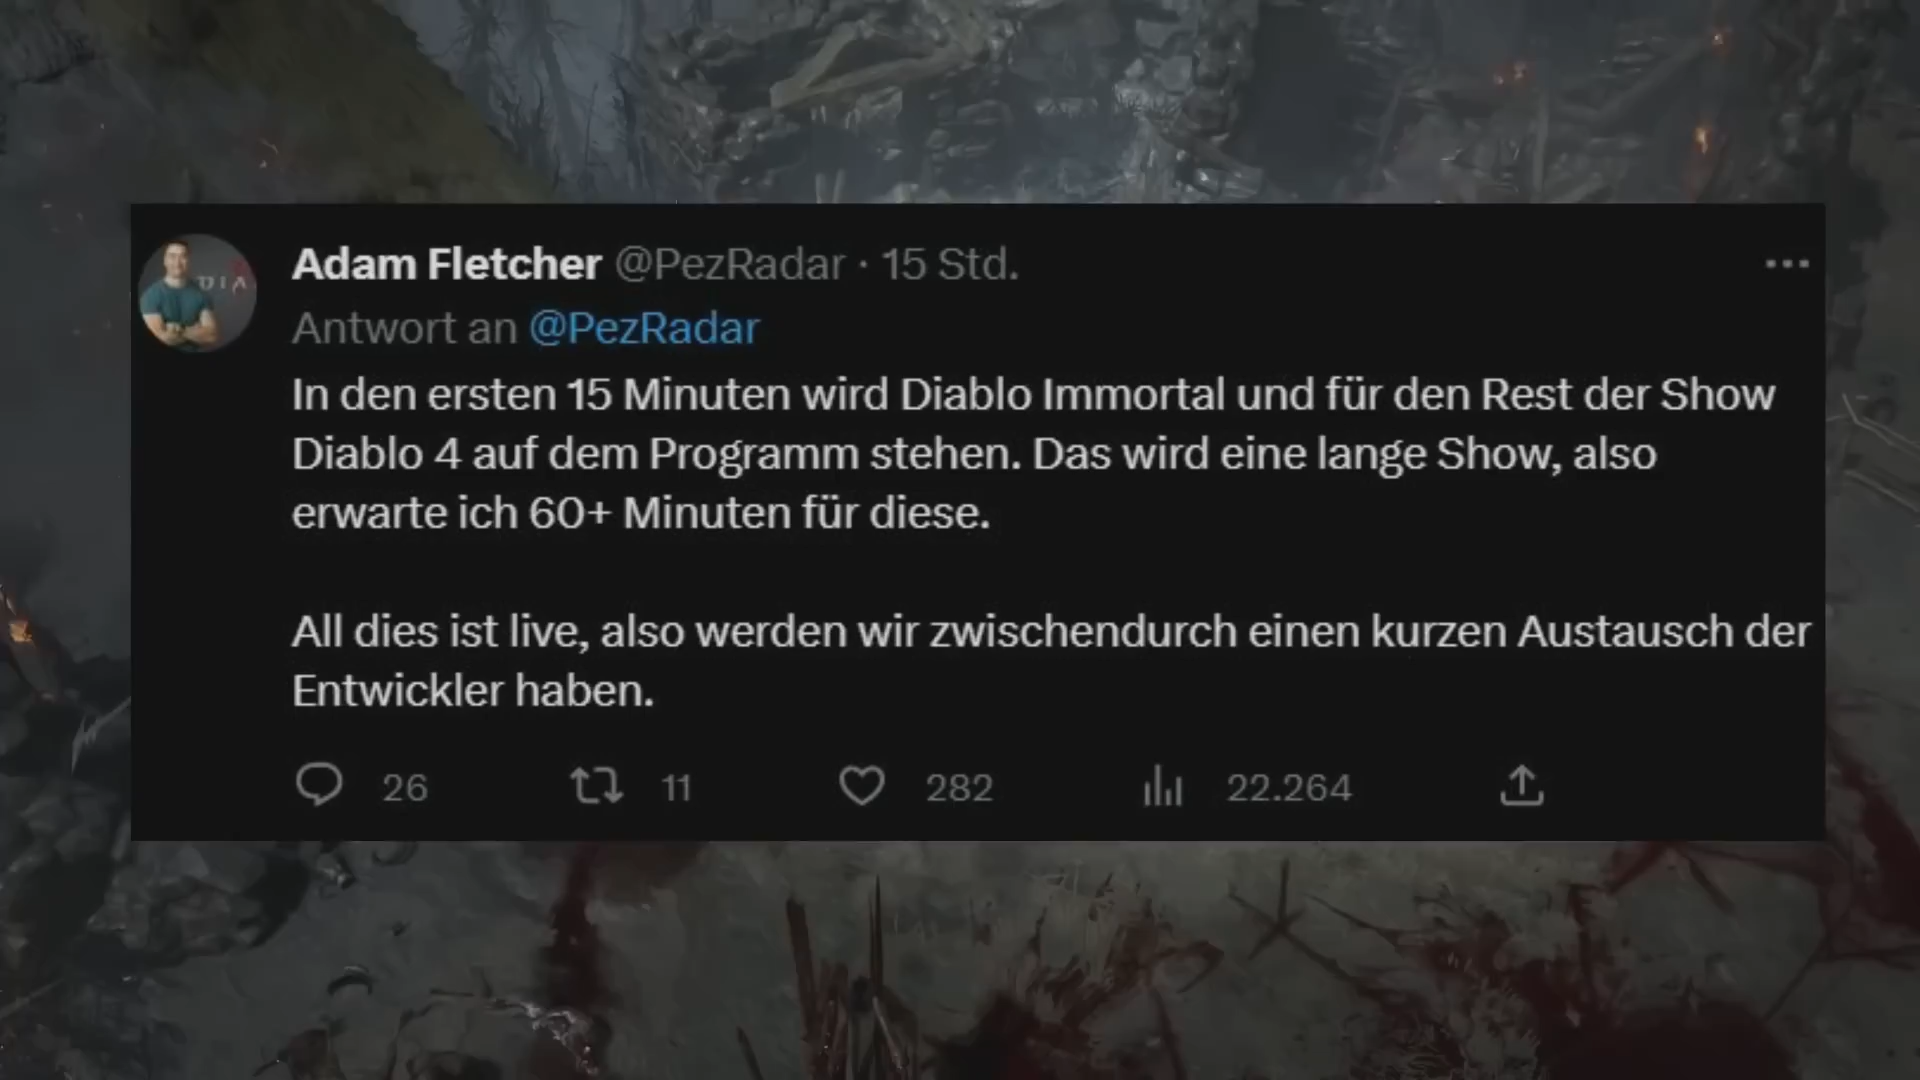 Adam Fletcher @PezRadar · 15 Std.
Antwort an @PezRadar
In den ersten 15 Minuten wird Diablo Immortal und für den Rest der Show
Diablo 4 auf dem Programm stehen. Das wird eine lange Show, also
erwarte ich 60+ Minuten für diese.
All dies ist live, also werden wir zwischendurch einen kurzen Austausch der
Entwickler haben.
26 11 282 22.264